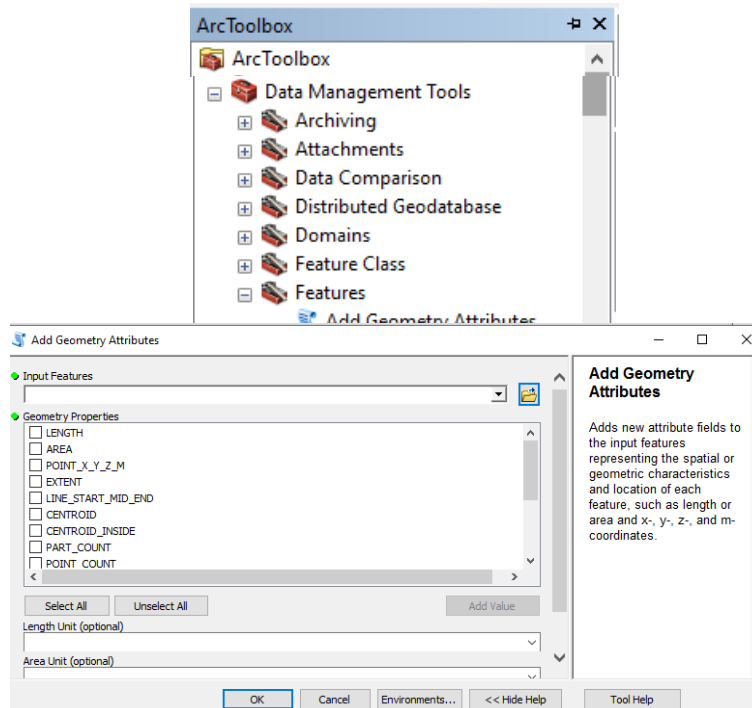 ArcToolbox
ArcToolbox
Data Management Tools
Archiving
Attachments
Data Comparison
Distributed Geodatabase
Domains
Feature Class
Features
Add Geometry Attributes
Add Geometry Attributes
Input Features
Geometry Properties
LENGTH
AREA
POINT_X_Y_Z_M
EXTENT
LINE_START_MID_END
CENTROID
CENTROID_INSIDE
PART_COUNT
POINT_COUNT
Select All
Unselect All
Add Value
Length Unit (optional)
Area Unit (optional)
OK
Cancel
Environments...
<< Hide Help
Tool Help
Add Geometry
Attributes
Adds new attribute fields to
the input features
representing the spatial or
geometric characteristics
and location of each
feature, such as length or
area and x-, y-, z-, and m-
coordinates.